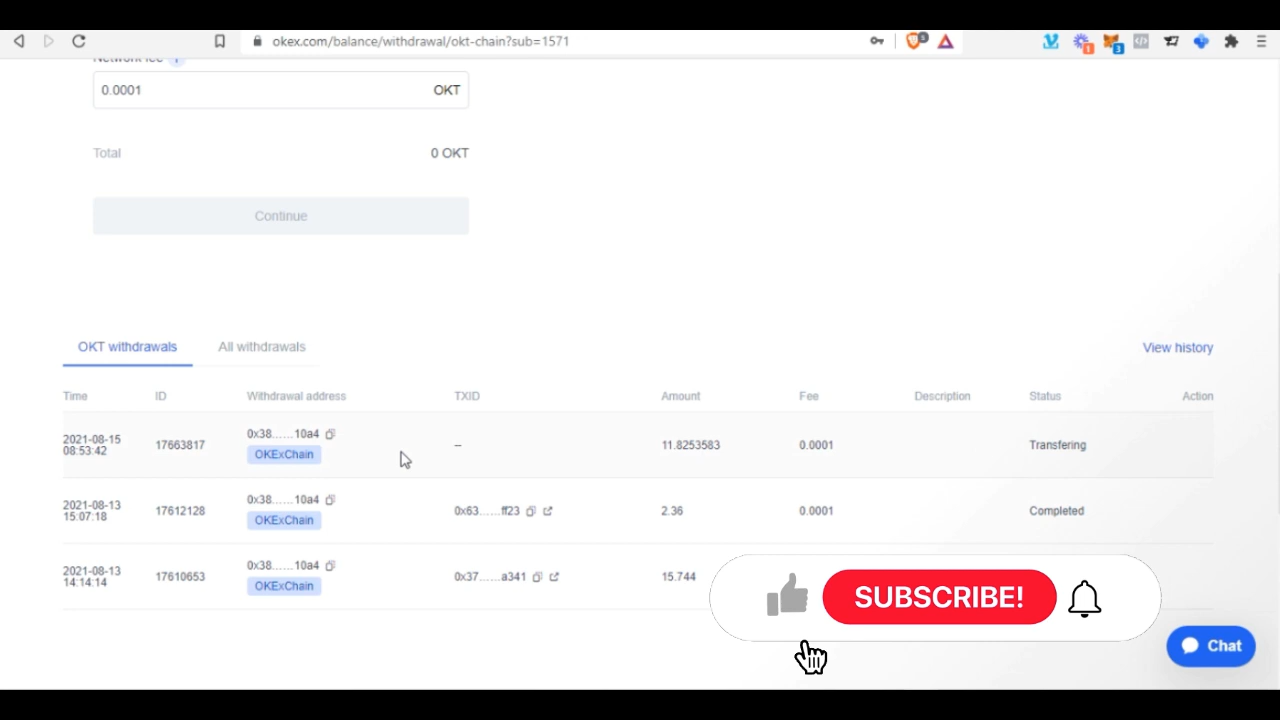 okex.com/balance/withdrawal/okt-chain?sub=1571
Network fee
0.0001 OKT
Total 0 OKT
Continue
OKT withdrawals All withdrawals View history
Time ID Withdrawal address TXID Amount Fee Description Status Action
2021-08-15 08:53:42 17663817 0x38......10a4 OKExChain -- 11.8253583 0.0001 Transfering
2021-08-13 15:07:18 17612128 0x38......10a4 OKExChain 0x63......ff23 2.36 0.0001 Completed
2021-08-13 14:14:14 17610653 0x38......10a4 OKExChain 0x37......a341 15.744
SUBSCRIBE!
Chat